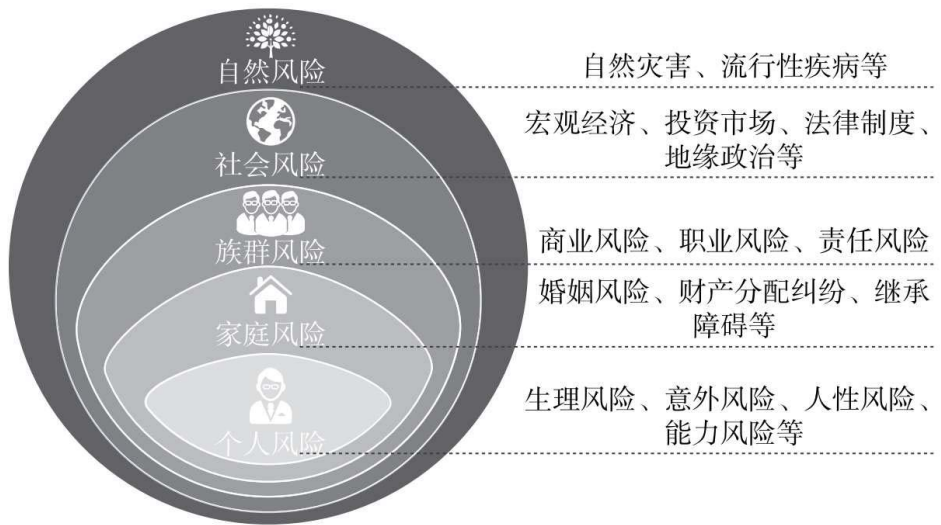 自然风险
自然灾害、流行性疾病等
社会风险
宏观经济、投资市场、法律制度、
地缘政治等
族群风险
商业风险、职业风险、责任风险
家庭风险
婚姻风险、财产分配纠纷、继承
障碍等
个人风险
生理风险、意外风险、人性风险、
能力风险等